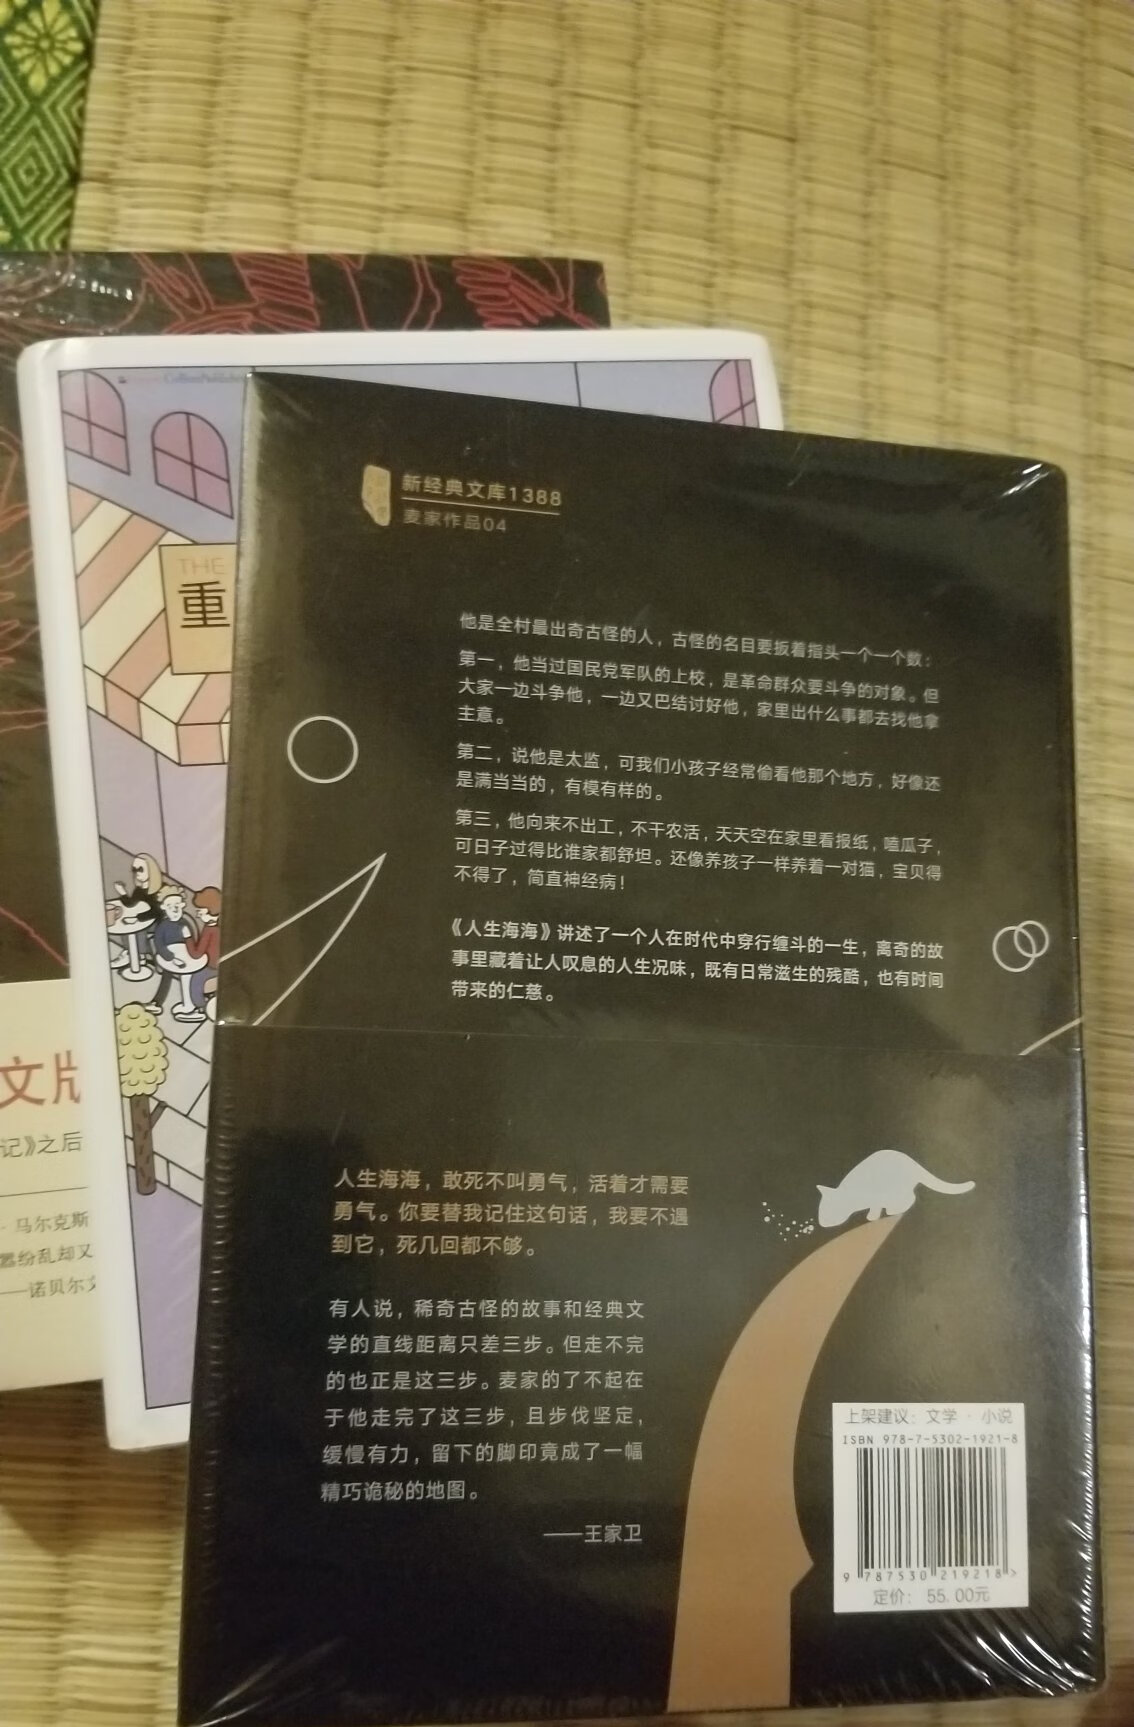 新经典文库1388
麦家作品04
他是全村最出奇古怪的人，古怪的名目要扳着指头一个一个数：
第一，他当过国民党军队的上校，是革命群众要斗争的对象。但
大家一边斗争他，一边又巴结讨好他，家里出什么事都去找他拿
主意。
第二，说他是太监，可我们小孩子经常偷看他那个地方，好像还
是满当当的，有模有样的。
第三，他向来不出工，不干农活，天天空在家里看报纸，嗑瓜子，
可日子过得比谁家都舒坦。还像养孩子一样养着一对猫，宝贝得
不得了，简直神经病！
《人生海海》讲述了一个人在时代中穿行缠斗的一生，离奇的故
事里藏着让人叹息的人生况味，既有日常滋生的残酷，也有时间
带来的仁慈。
人生海海，敢死不叫勇气，活着才需要
勇气。你要替我记住这句话，我要不遇
到它，死几回都不够。
有人说，稀奇古怪的故事和经典文
学的直线距离只差三步。但走不完
的也正是这三步。麦家的了不起在
于他走完了这三步，且步伐坚定，
缓慢有力，留下的脚印竟成了一幅
精巧诡秘的地图。
——王家卫
上架建议：文学·小说
ISBN 978-7-5302-1921-8
9 787530 219218 >
定价：55.00元
THE
重
文版
记》之后
·马尔克斯
嚣纷乱却又
——诺贝尔文